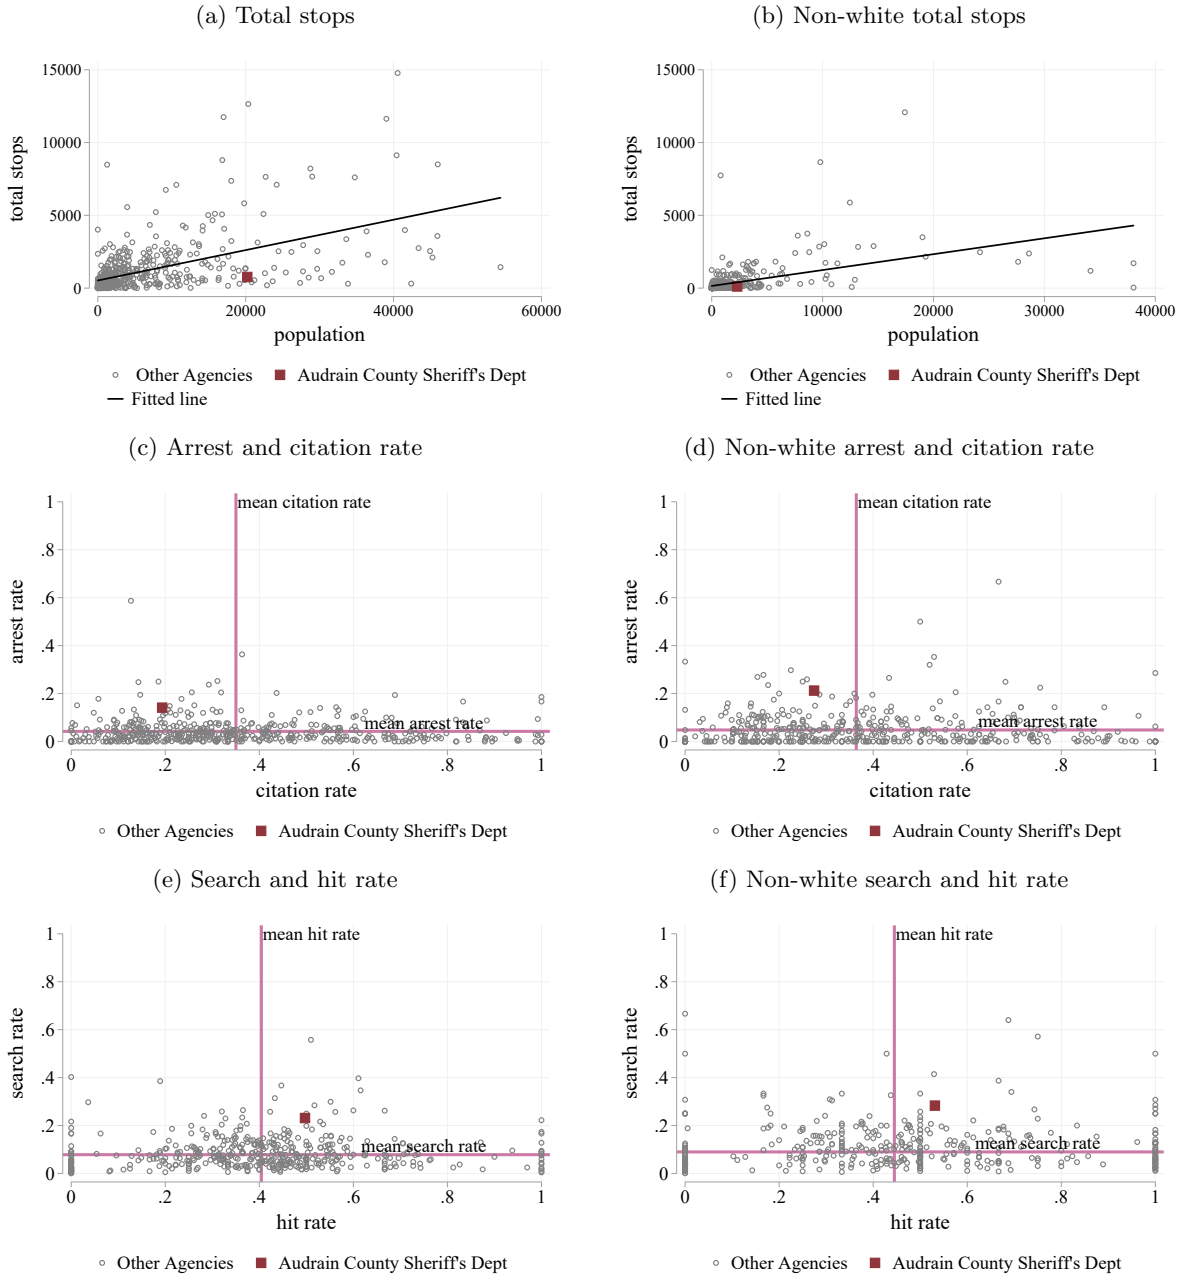 (a) Total stops
(b) Non-white total stops
15000
10000
5000
0
total stops
0 20000 40000 60000
population
Other Agencies Audrain County Sheriff's Dept
Fitted line
15000
10000
5000
0
total stops
0 10000 20000 30000 40000
population
Other Agencies Audrain County Sheriff's Dept
Fitted line
(c) Arrest and citation rate
(d) Non-white arrest and citation rate
1
.8
.6
.4
.2
0
arrest rate
mean citation rate
mean arrest rate
0 .2 .4 .6 .8 1
citation rate
Other Agencies Audrain County Sheriff's Dept
1
.8
.6
.4
.2
0
arrest rate
mean citation rate
mean arrest rate
0 .2 .4 .6 .8 1
citation rate
Other Agencies Audrain County Sheriff's Dept
(e) Search and hit rate
(f) Non-white search and hit rate
1
.8
.6
.4
.2
0
search rate
mean hit rate
mean search rate
0 .2 .4 .6 .8 1
hit rate
Other Agencies Audrain County Sheriff's Dept
1
.8
.6
.4
.2
0
search rate
mean hit rate
mean search rate
0 .2 .4 .6 .8 1
hit rate
Other Agencies Audrain County Sheriff's Dept